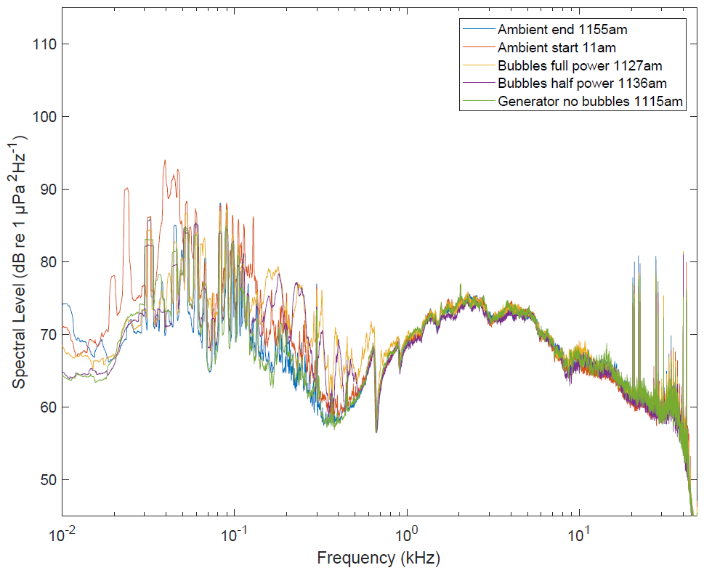 110
100
90
80
70
60
50
Spectral Level (dB re 1 µPa²Hz⁻¹)
Ambient end 1155am
Ambient start 11am
Bubbles full power 1127am
Bubbles half power 1136am
Generator no bubbles 1115am
10⁻² 10⁻¹ 10⁰ 10¹
Frequency (kHz)